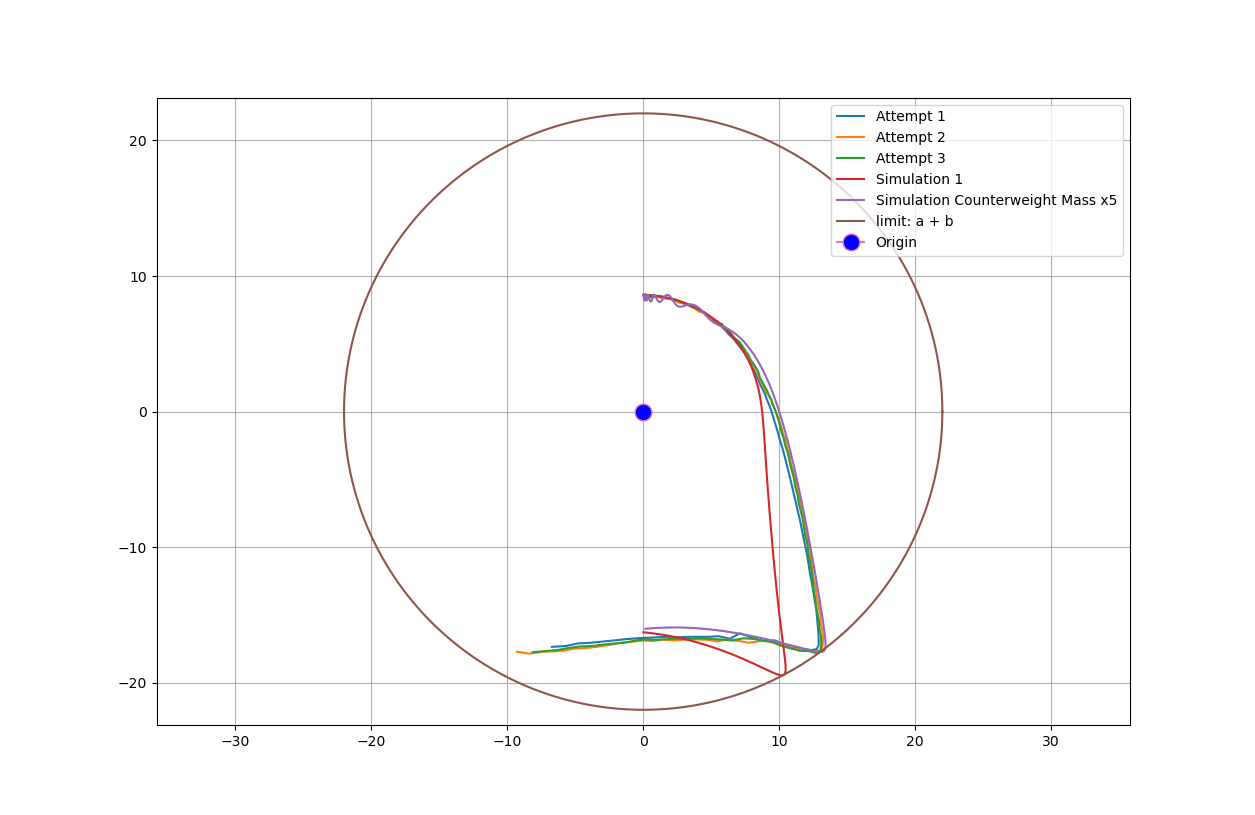 Attempt 1
Attempt 2
Attempt 3
Simulation 1
Simulation Counterweight Mass x5
limit: a + b
Origin
20
10
0
−10
−20
−30 −20 −10 0 10 20 30